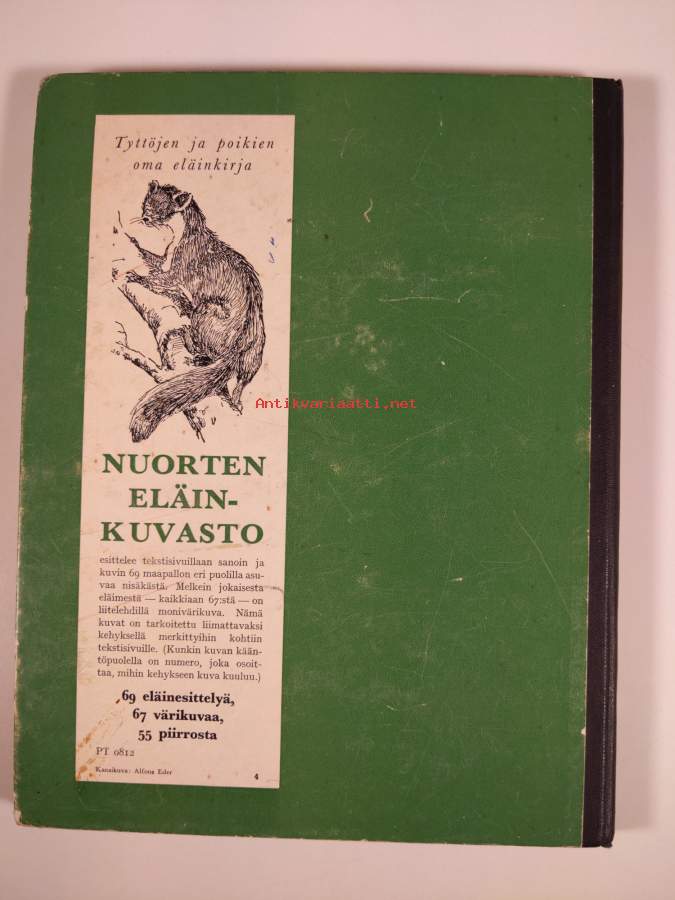 Tyttöjen ja poikien
oma eläinkirja
Antikvariaatti.net
NUORTEN
ELÄIN-
KUVASTO
esittelee tekstisivuillaan sanoin ja
kuvin 69 maapallon eri puolilla asu-
vaa nisäkästä. Melkein jokaisesta
eläimestä — kaikkiaan 67:stä — on
liitelehdillä monivärikuva. Nämä
kuvat on tarkoitettu liimattavaksi
kehyksellä merkittyihin kohtiin
tekstisivuille. (Kunkin kuvan kään-
töpuolella on numero, joka osoit-
taa, mihin kehykseen kuva kuuluu.)
69 eläinesittelyä,
67 värikuvaa,
55 piirrosta
PT 0812
Kansikuva: Alfons Eder 4